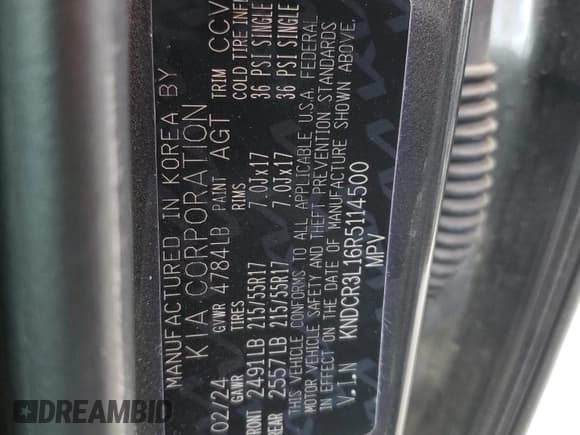 MANUFACTURED IN KOREA BY
KIA CORPORATION
02/24 GVWR 4784LB PAINT AGT TRIM CCV
GAWR TIRES RIMS COLD TIRE INF
FRONT 2491LB 215/55R17 7.0Jx17 36 PSI SINGLE
REAR 2557LB 215/55R17 7.0Jx17 36 PSI SINGLE
THIS VEHICLE CONFORMS TO ALL APPLICABLE U.S.A. FEDERAL
MOTOR VEHICLE SAFETY AND THEFT PREVENTION STANDARDS
IN EFFECT ON THE DATE OF MANUFACTURE SHOWN ABOVE.
V.I.N KNDCR3L16R5114500
MPV
DREAMBID